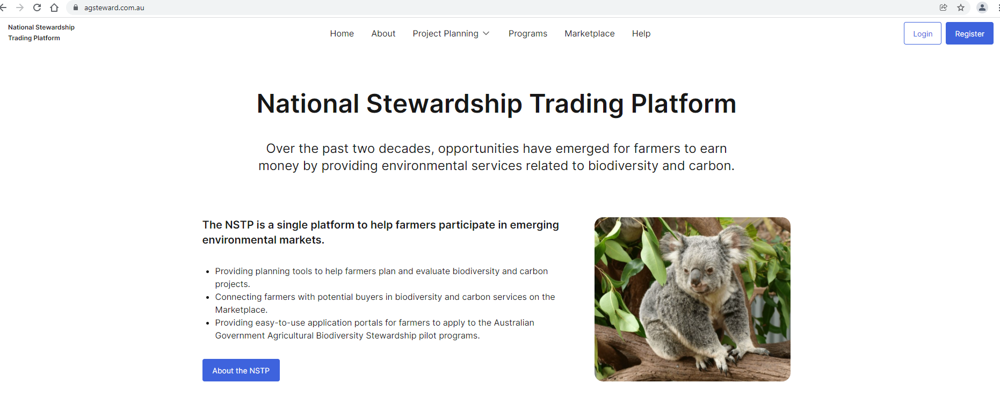 agsteward.com.au
National Stewardship
Trading Platform
Home About Project Planning Programs Marketplace Help
Login Register
National Stewardship Trading Platform
Over the past two decades, opportunities have emerged for farmers to earn
money by providing environmental services related to biodiversity and carbon.
The NSTP is a single platform to help farmers participate in emerging
environmental markets.
• Providing planning tools to help farmers plan and evaluate biodiversity and carbon
projects.
• Connecting farmers with potential buyers in biodiversity and carbon services on the
Marketplace.
• Providing easy-to-use application portals for farmers to apply to the Australian
Government Agricultural Biodiversity Stewardship pilot programs.
About the NSTP